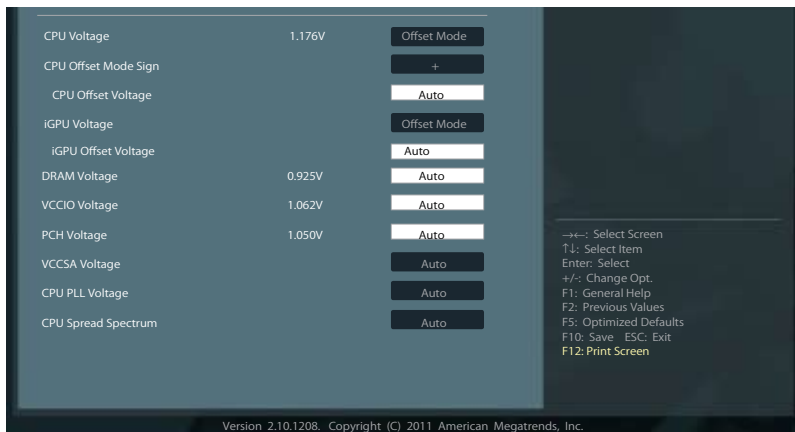 CPU Voltage 1.176V Offset Mode
CPU Offset Mode Sign +
CPU Offset Voltage Auto
iGPU Voltage Offset Mode
iGPU Offset Voltage Auto
DRAM Voltage 0.925V Auto
VCCIO Voltage 1.062V Auto
PCH Voltage 1.050V Auto
VCCSA Voltage Auto
CPU PLL Voltage Auto
CPU Spread Spectrum Auto
→←: Select Screen
↑↓: Select Item
Enter: Select
+/-: Change Opt.
F1: General Help
F2: Previous Values
F5: Optimized Defaults
F10: Save ESC: Exit
F12: Print Screen
Version 2.10.1208. Copyright (C) 2011 American Megatrends, Inc.